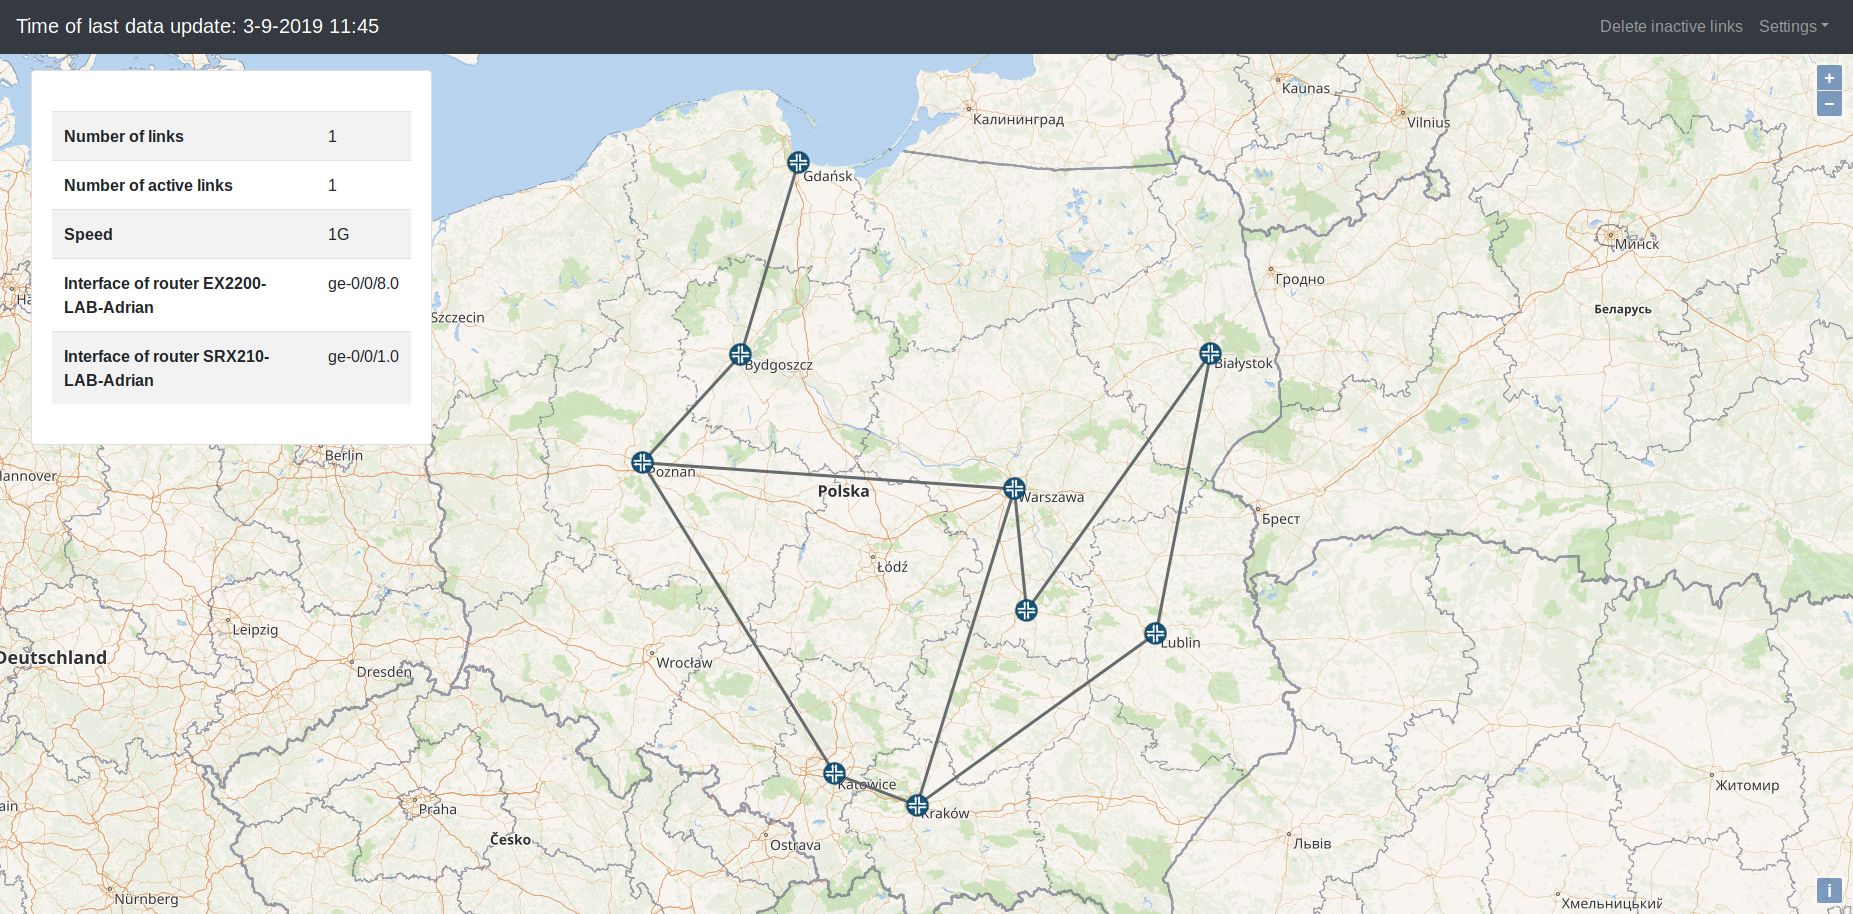 Time of last data update: 3-9-2019 11:45
Delete inactive links
Settings
+
−
Number of links 1
Number of active links 1
Speed 1G
Interface of router EX2200-
LAB-Adrian
ge-0/0/8.0
Interface of router SRX210-
LAB-Adrian
ge-0/0/1.0
Kaunas
Калининград
Vilnius
Gdańsk
Минск
Гродно
Беларусь
Szczecin
Bydgoszcz
Białystok
Berlin
Poznań
Polska
Warszawa
Брест
Łódź
Leipzig
Lublin
Deutschland
Wrocław
Dresden
Katowice
Житомир
Praha
Kraków
Česko
Ostrava
Львів
Nürnberg
Хмельницький
i